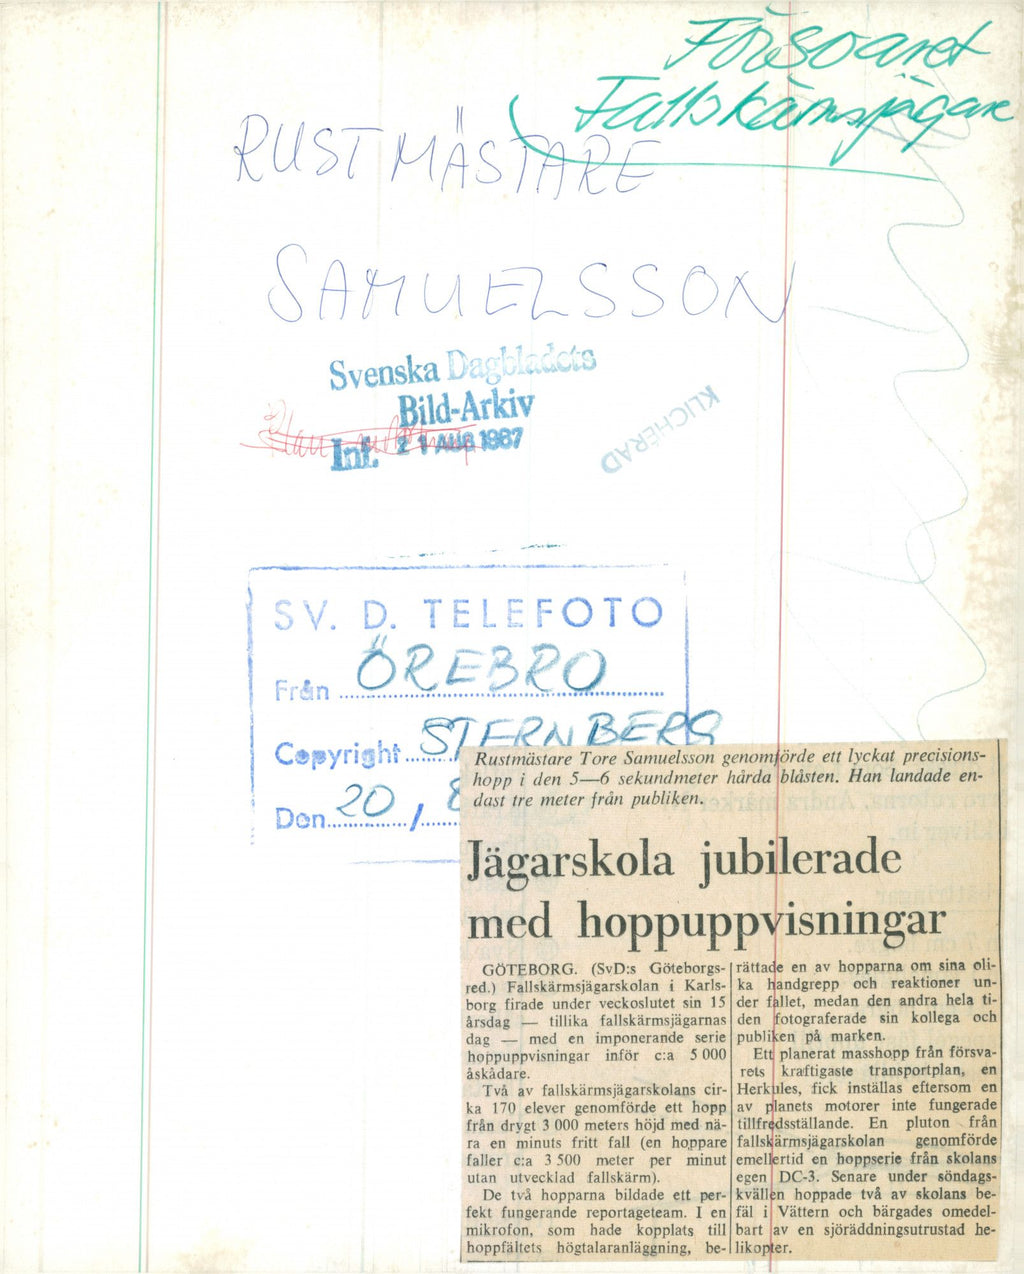 Försvaret
Fallskärmsjägare
RUSTMÄSTARE
SAMUELSSON
Svenska Dagbladets
Bild-Arkiv
Inf. 21 AUG 1967
KLICHERAD
SV. D. TELEFOTO
Från ÖREBRO
Copyright STERNBERG
Den 20 /
Rustmästare Tore Samuelsson genomförde ett lyckat precisions-
hopp i den 5—6 sekundmeter hårda blåsten. Han landade en-
dast tre meter från publiken.
Jägarskola jubilerade
med hoppuppvisningar
GÖTEBORG. (SvD:s Göteborgs-
red.) Fallskärmsjägarskolan i Karls-
borg firade under veckoslutet sin 15
årsdag — tillika fallskärmsjägarnas
dag — med en imponerande serie
hoppuppvisningar inför c:a 5 000
åskådare.
Två av fallskärmsjägarskolans cir-
ka 170 elever genomförde ett hopp
från drygt 3 000 meters höjd med nä-
ra en minuts fritt fall (en hoppare
faller c:a 3 500 meter per minut
utan utvecklad fallskärm).
De två hopparna bildade ett per-
fekt fungerande reportageteam. I en
mikrofon, som hade kopplats till
hoppfältets högtalaranläggning, be-
rättade en av hopparna om sina oli-
ka handgrepp och reaktioner un-
der fallet, medan den andra hela ti-
den fotograferade sin kollega och
publiken på marken.
Ett planerat masshopp från försva-
rets kraftigaste transportplan, en
Herkules, fick inställas eftersom en
av planets motorer inte fungerade
tillfredsställande. En pluton från
fallskärmsjägarskolan genomförde
emellertid en hoppserie från skolans
egen DC-3. Senare under söndags-
kvällen hoppade två av skolans be-
fäl i Vättern och bärgades omedel-
bart av en sjöräddningsutrustad he-
likopter.